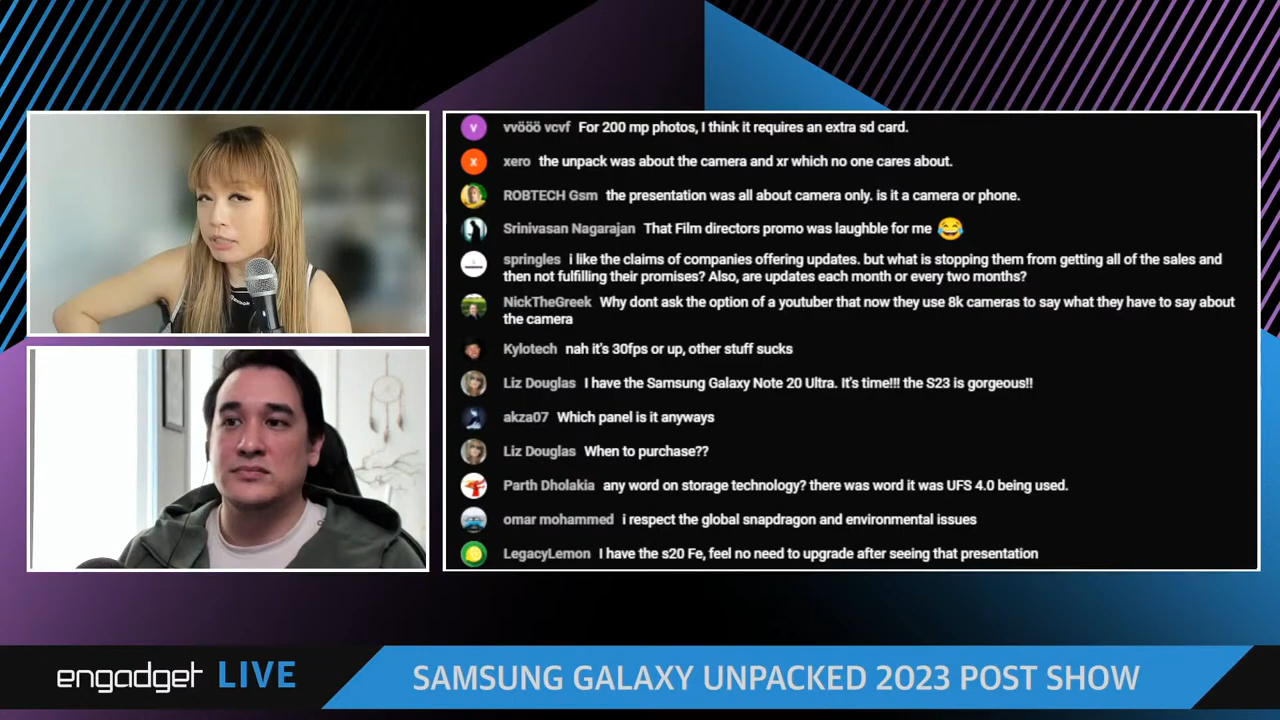 V vvööö vcvf For 200 mp photos, I think it requires an extra sd card.
X xero the unpack was about the camera and xr which no one cares about.
ROBTECH Gsm the presentation was all about camera only. is it a camera or phone.
Srinivasan Nagarajan That Film directors promo was laughble for me 😂
springles i like the claims of companies offering updates. but what is stopping them from getting all of the sales and
then not fulfilling their promises? Also, are updates each month or every two months?
NickTheGreek Why dont ask the option of a youtuber that now they use 8k cameras to say what they have to say about
the camera
Kylotech nah it's 30fps or up, other stuff sucks
Liz Douglas I have the Samsung Galaxy Note 20 Ultra. It's time!!! the S23 is gorgeous!!
akza07 Which panel is it anyways
Liz Douglas When to purchase??
Parth Dholakia any word on storage technology? there was word it was UFS 4.0 being used.
omar mohammed i respect the global snapdragon and environmental issues
LegacyLemon I have the s20 Fe, feel no need to upgrade after seeing that presentation
engadget LIVE SAMSUNG GALAXY UNPACKED 2023 POST SHOW